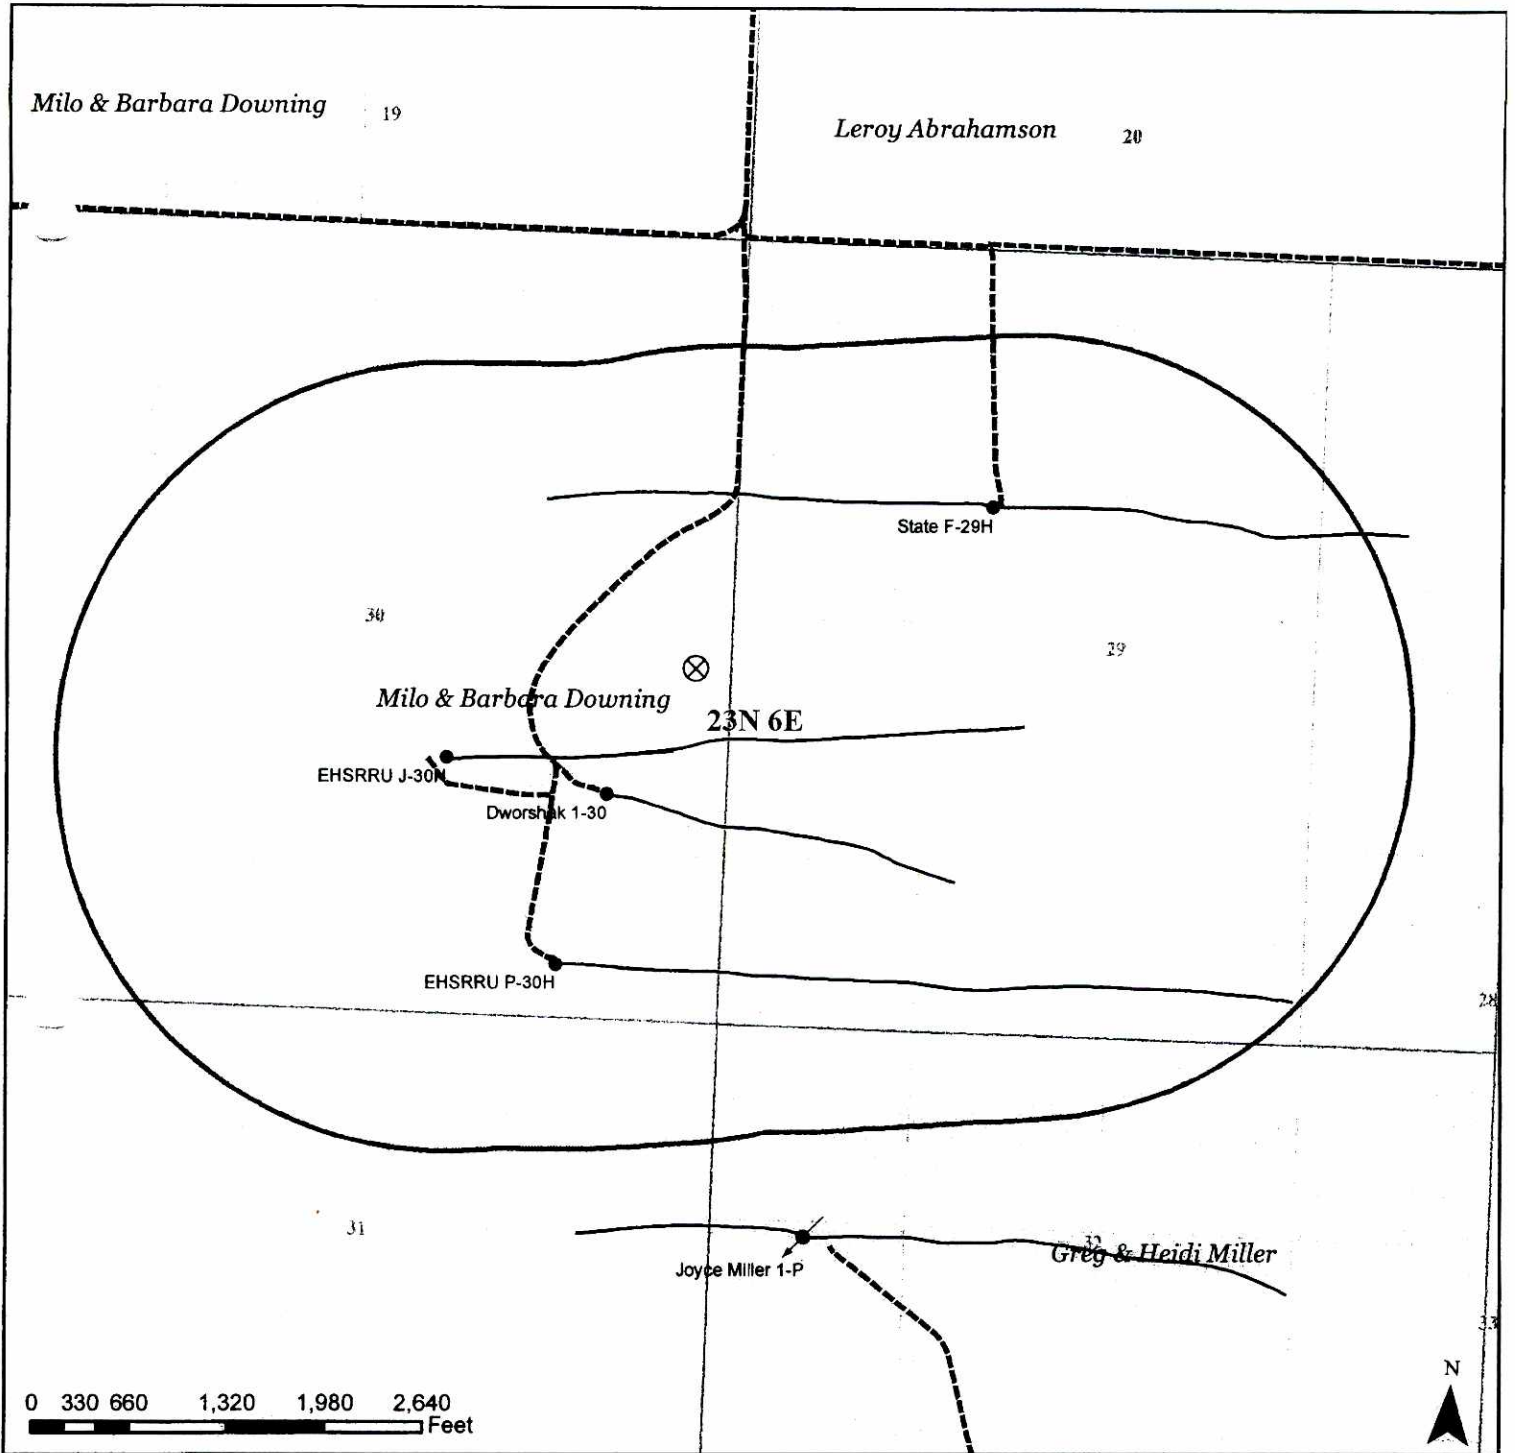 Milo & Barbara Downing 19
Leroy Abrahamson 20
State F-29H
30
29
Milo & Barbara Downing
23N 6E
EHSRRU J-30H
Dworshak 1-30
EHSRRU P-30H
28
31
32
Greg & Heidi Miller
Joyce Miller 1-P
33
N
0 330 660 1,320 1,980 2,640
Feet